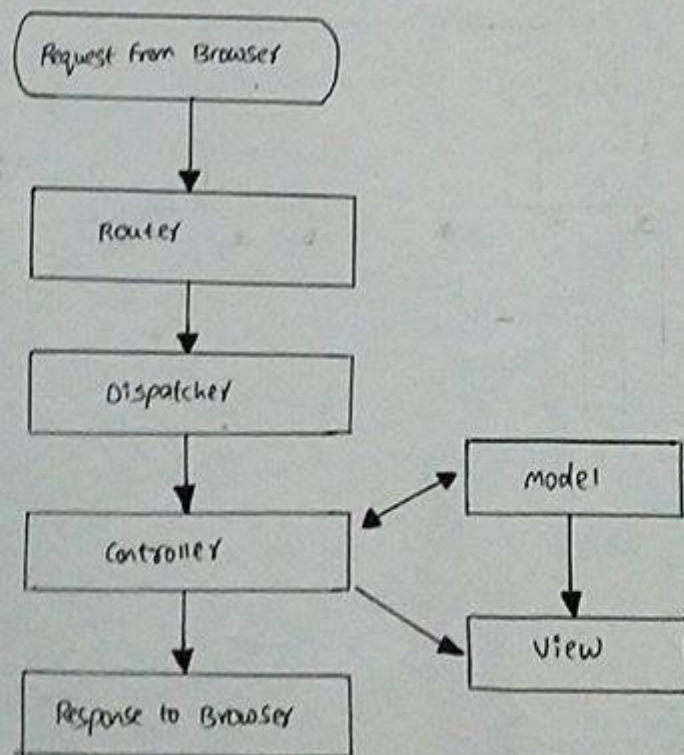 Request from Browser
Router
Dispatcher
Controller
Model
View
Response to Browser